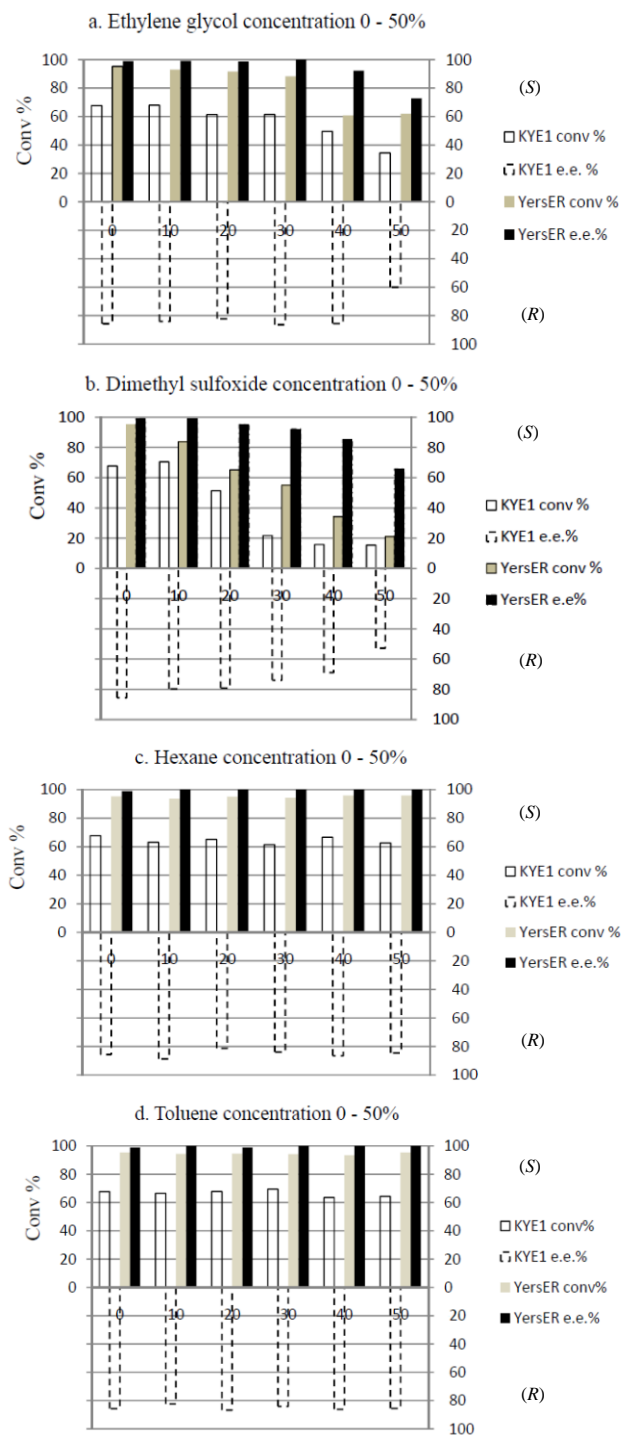 a. Ethylene glycol concentration 0 - 50%
Conv %
100 100
80 80
60 60
40 40
20 20
0 0
0 10 20 30 40 50
20
40
60
80
100
(S)
KYE1 conv %
KYE1 e.e. %
YersER conv %
YersER e.e.%
(R)
b. Dimethyl sulfoxide concentration 0 - 50%
Conv %
100 100
80 80
60 60
40 40
20 20
0 0
0 10 20 30 40 50
20
40
60
80
100
(S)
KYE1 conv %
KYE1 e.e.%
YersER conv %
YersER e.e%
(R)
c. Hexane concentration 0 - 50%
Conv %
100 100
80 80
60 60
40 40
20 20
0 0
0 10 20 30 40 50
20
40
60
80
100
(S)
KYE1 conv %
KYE1 e.e.%
YersER conv %
YersER e.e.%
(R)
d. Toluene concentration 0 - 50%
Conv %
100 100
80 80
60 60
40 40
20 20
0 0
0 10 20 30 40 50
20
40
60
80
100
(S)
KYE1 conv%
KYE1 e.e.%
YersER conv%
YersER e.e.%
(R)